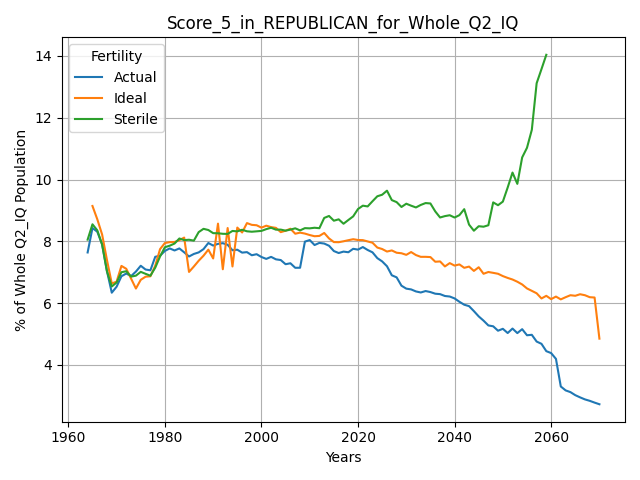 Score_5_in_REPUBLICAN_for_Whole_Q2_IQ
Fertility
Actual
Ideal
Sterile
% of Whole Q2_IQ Population
14
12
10
8
6
4
1960
1980
2000
2020
2040
2060
Years